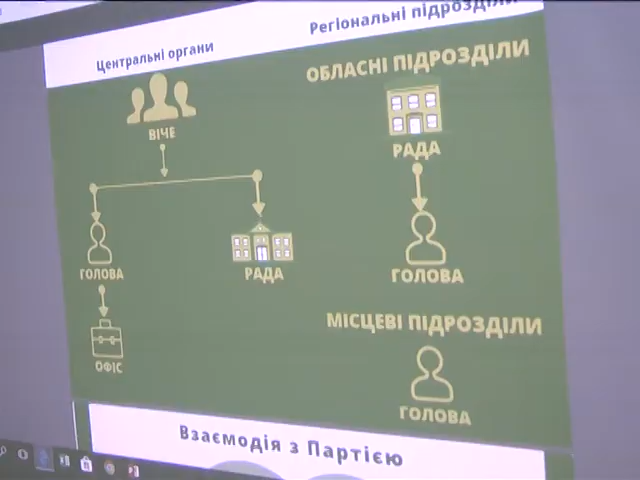 Центральні органи
Регіональні підрозділи
ВІЧЕ
ГОЛОВА
РАДА
ОФІС
ОБЛАСНІ ПІДРОЗДІЛИ
РАДА
ГОЛОВА
МІСЦЕВІ ПІДРОЗДІЛИ
ГОЛОВА
Взаємодія з Партією